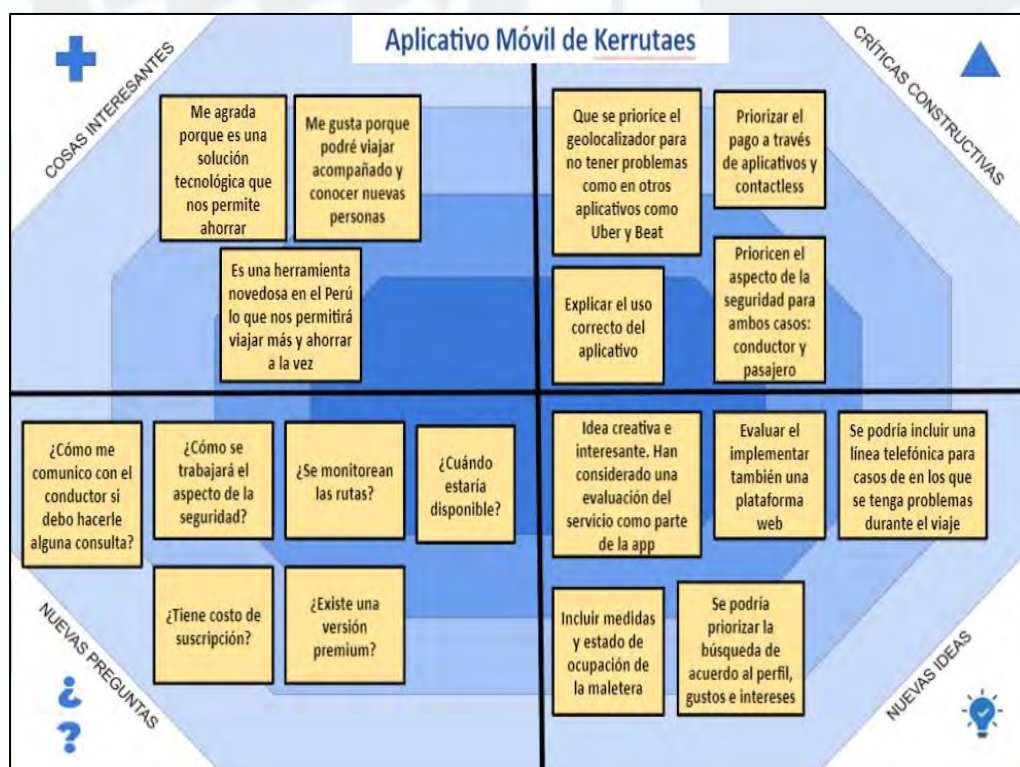 Aplicativo Móvil de Kerrutaes
COSAS INTERESANTES
Me agrada
porque es una
solución
tecnológica que
nos permite
ahorrar
Me gusta porque
podré viajar
acompañado y
conocer nuevas
personas
Es una herramienta
novedosa en el Perú
lo que nos permitirá
viajar más y ahorrar
a la vez
CRÍTICAS CONSTRUCTIVAS
Que se priorice el
geolocalizador para
no tener problemas
como en otros
aplicativos como
Uber y Beat
Priorizar el
pago a través
de aplicativos y
contactless
Explicar el uso
correcto del
aplicativo
Prioricen el
aspecto de la
seguridad para
ambos casos:
conductor y
pasajero
¿Cómo me
comunico con el
conductor si
debo hacerle
alguna consulta?
¿Cómo se
trabajará el
aspecto de la
seguridad?
¿Se monitorean
las rutas?
¿Cuándo
estaría
disponible?
¿Tiene costo de
suscripción?
¿Existe una
versión
premium?
NUEVAS PREGUNTAS
¿
?
Idea creativa e
interesante. Han
considerado una
evaluación del
servicio como parte
de la app
Evaluar el
implementar
también una
plataforma
web
Se podría incluir una
línea telefónica para
casos de en los que
se tenga problemas
durante el viaje
Incluir medidas
y estado de
ocupación de
la maletera
Se podría
priorizar la
búsqueda de
acuerdo al perfil,
gustos e intereses
NUEVAS IDEAS